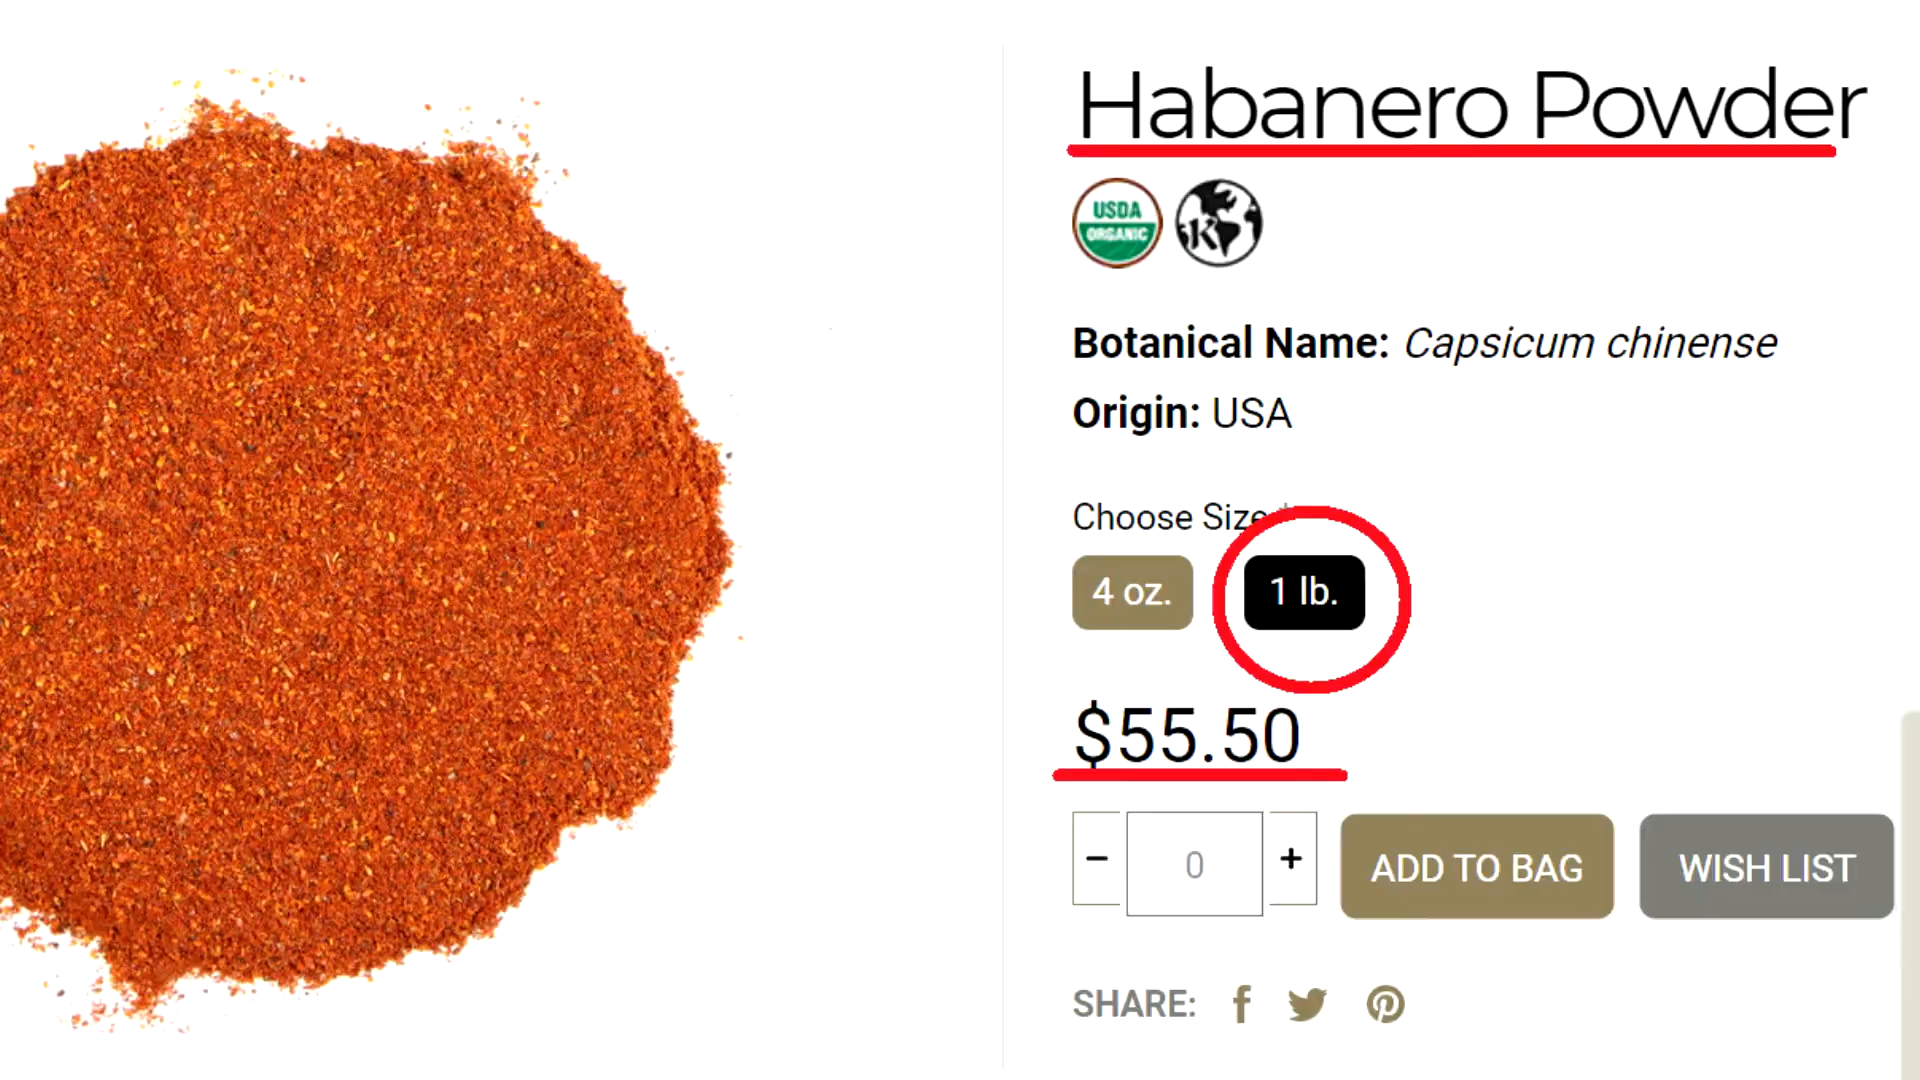 Habanero Powder
USDA
ORGANIC
K
Botanical Name: Capsicum chinense
Origin: USA
Choose Size
4 oz.
1 lb.
$55.50
− 0 +
ADD TO BAG
WISH LIST
SHARE: